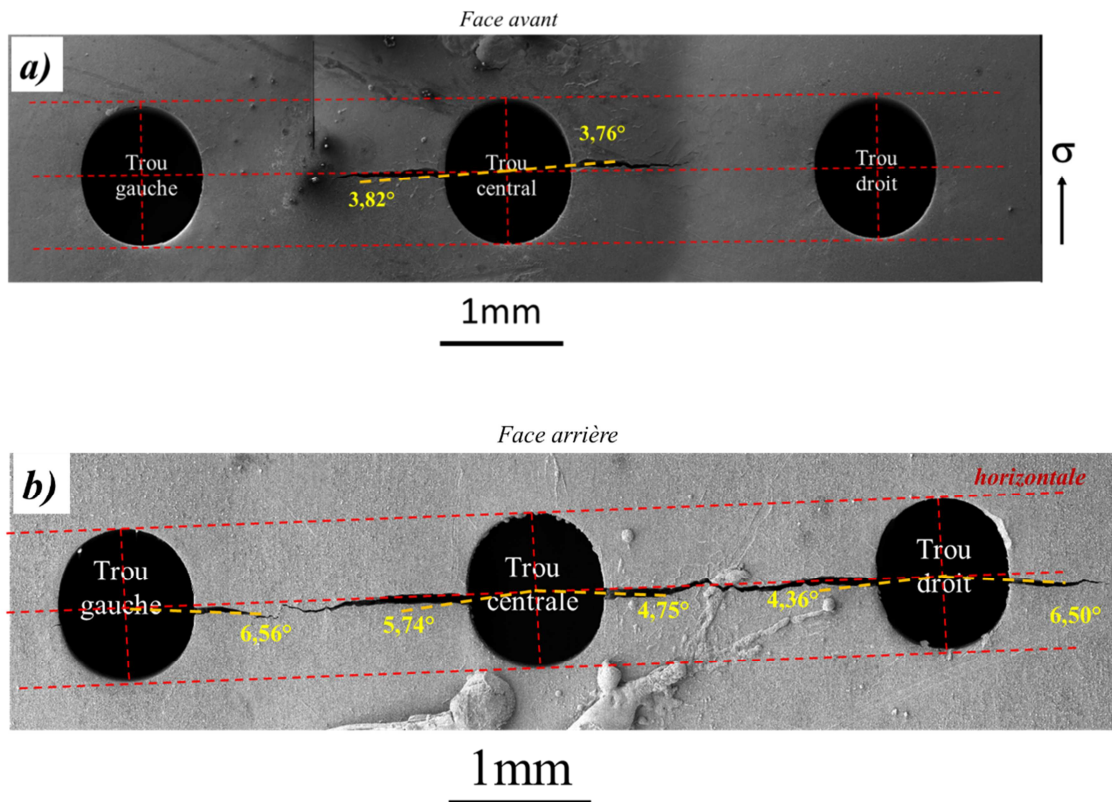 Face avant
a)
3,76°
Trou
gauche
Trou
central
Trou
droit
σ
3,82°
1mm
Face arrière
b)
horizontale
Trou
gauche
Trou
centrale
Trou
droit
6,56°
5,74°
4,75°
4,36°
6,50°
1mm